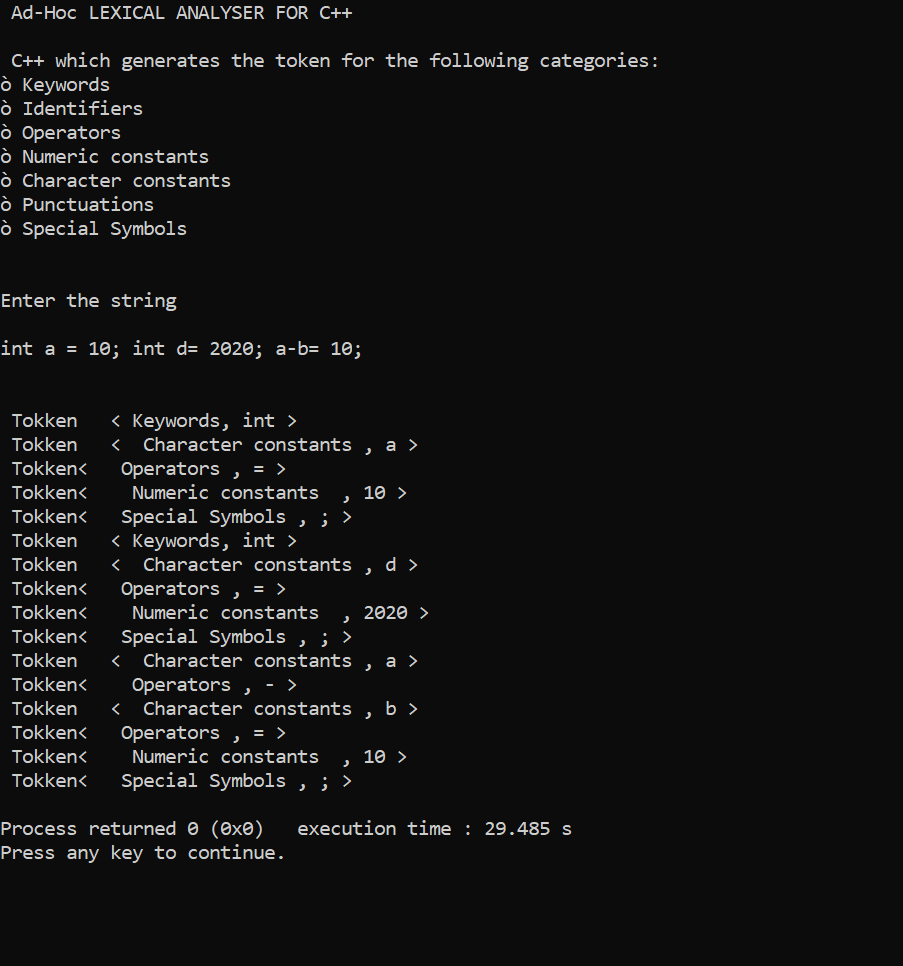 Ad-Hoc LEXICAL ANALYSER FOR C++
C++ which generates the token for the following categories:
ò Keywords
ò Identifiers
ò Operators
ò Numeric constants
ò Character constants
ò Punctuations
ò Special Symbols
Enter the string
int a = 10; int d= 2020; a-b= 10;
Tokken   < Keywords, int >
Tokken   <  Character constants , a >
Tokken<   Operators , = >
Tokken<    Numeric constants  , 10 >
Tokken<   Special Symbols , ; >
Tokken   < Keywords, int >
Tokken   <  Character constants , d >
Tokken<   Operators , = >
Tokken<    Numeric constants  , 2020 >
Tokken<   Special Symbols , ; >
Tokken   <  Character constants , a >
Tokken<    Operators , - >
Tokken   <  Character constants , b >
Tokken<   Operators , = >
Tokken<    Numeric constants  , 10 >
Tokken<   Special Symbols , ; >
Process returned 0 (0x0)   execution time : 29.485 s
Press any key to continue.